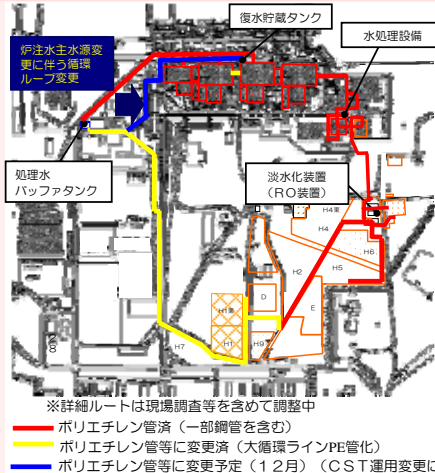 復水貯蔵タンク
炉注水主水源変
更に伴う循環
ループ変更
水処理設備
処理水
バッファタンク
淡水化装置
(RO装置)
H4東
H4
H2
H5
H6
D
E
H1東
H1
H9
H7
※詳細ルートは現場調査等を含めて調整中
ポリエチレン管済(一部鋼管を含む)
ポリエチレン管等に変更済(大循環ラインPE管化)
ポリエチレン管等に変更予定(12月)(CST運用変更に